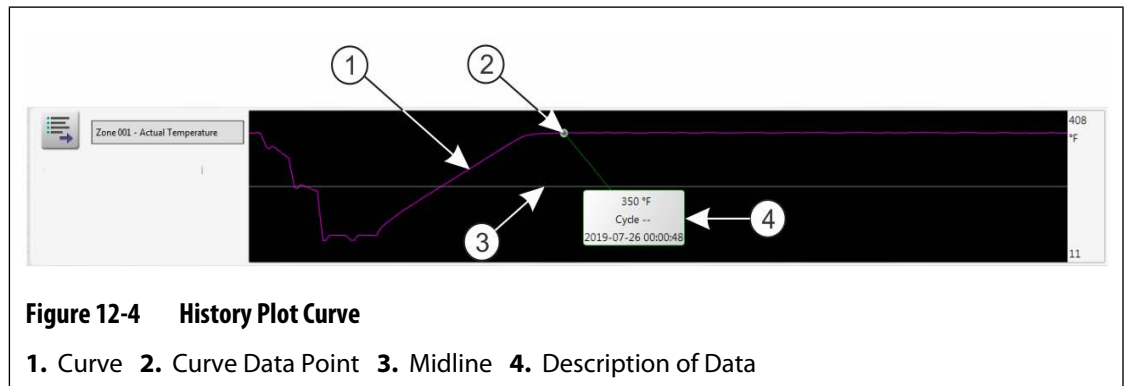 1
2
Zone 001 - Actual Temperature
408
°F
350 °F
Cycle --
2019-07-26 00:00:48
3
4
11
Figure 12-4 History Plot Curve
1. Curve 2. Curve Data Point 3. Midline 4. Description of Data